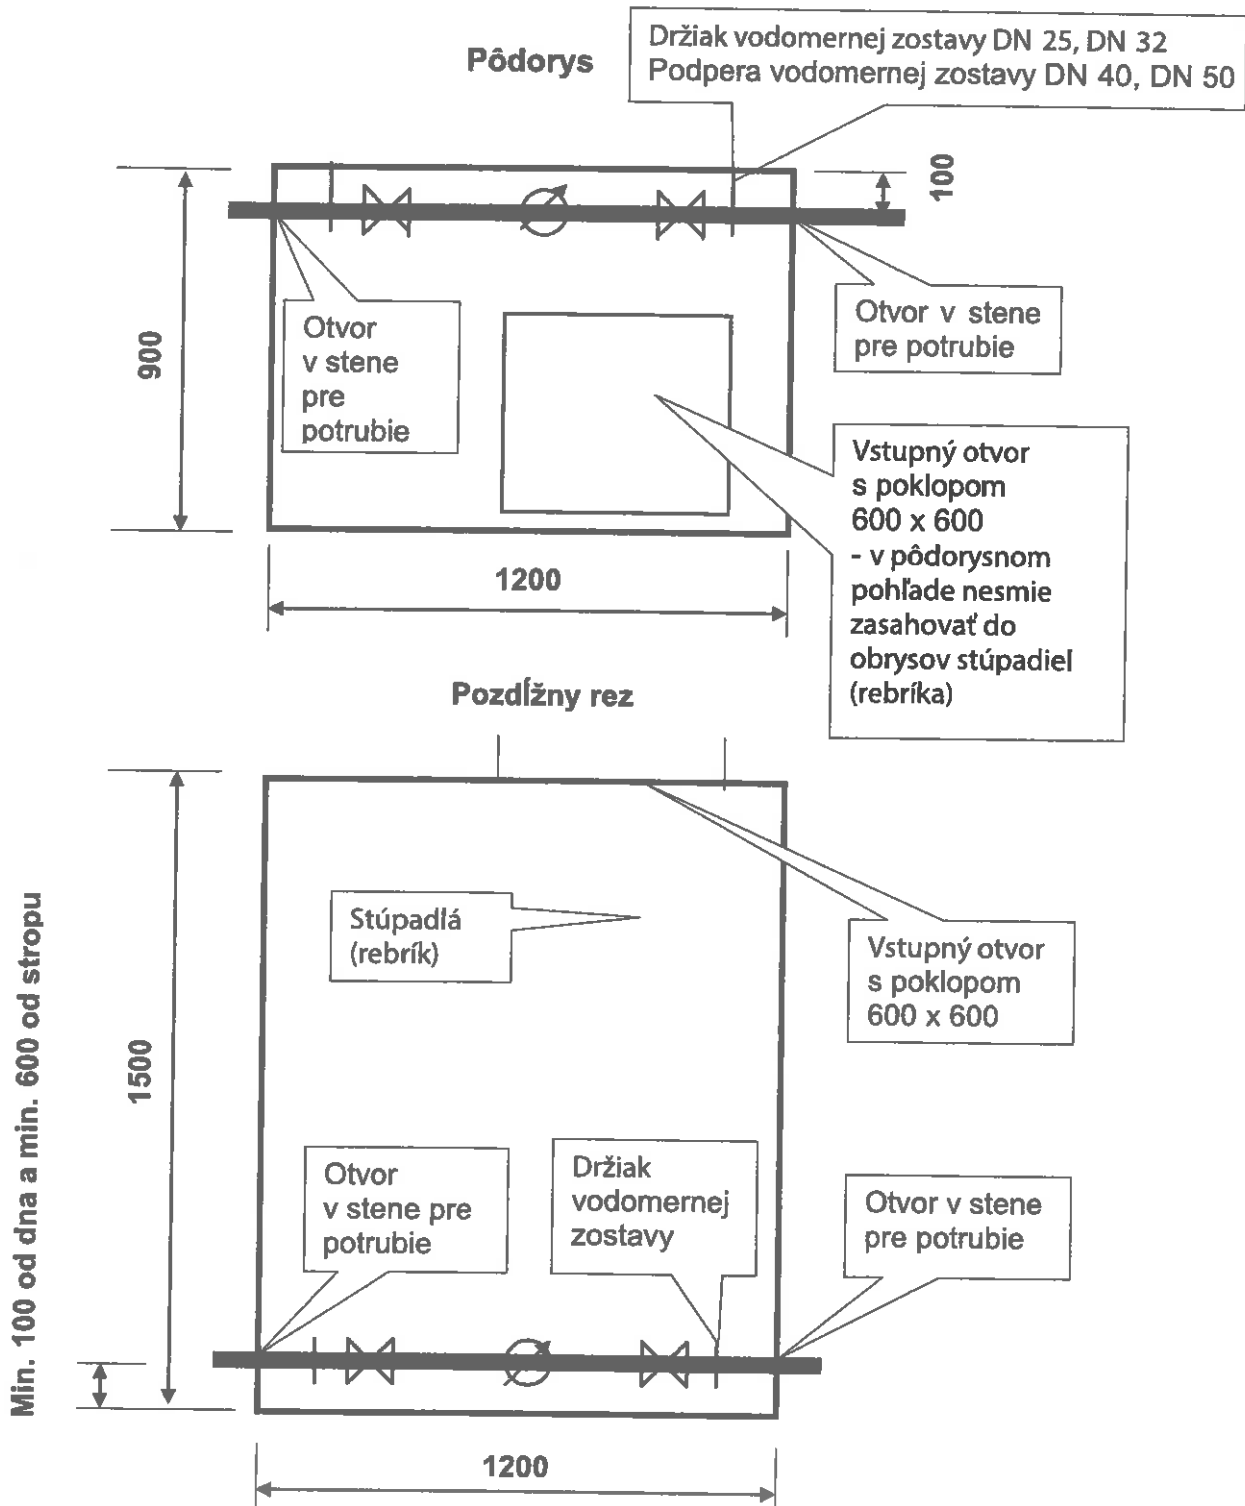 Pôdorys
Držiak vodomernej zostavy DN 25, DN 32
Podpera vodomernej zostavy DN 40, DN 50
100
900
Otvor
v stene
pre
potrubie
Otvor v stene
pre potrubie
Vstupný otvor
s poklopom
600 x 600
- v pôdorysnom
pohľade nesmie
zasahovať do
obrysov stúpadiel
(rebríka)
1200
Pozdĺžny rez
Stúpadlá
(rebrík)
Vstupný otvor
s poklopom
600 x 600
1500
Min. 100 od dna a min. 600 od stropu
Otvor
v stene pre
potrubie
Držiak
vodomernej
zostavy
Otvor v stene
pre potrubie
1200